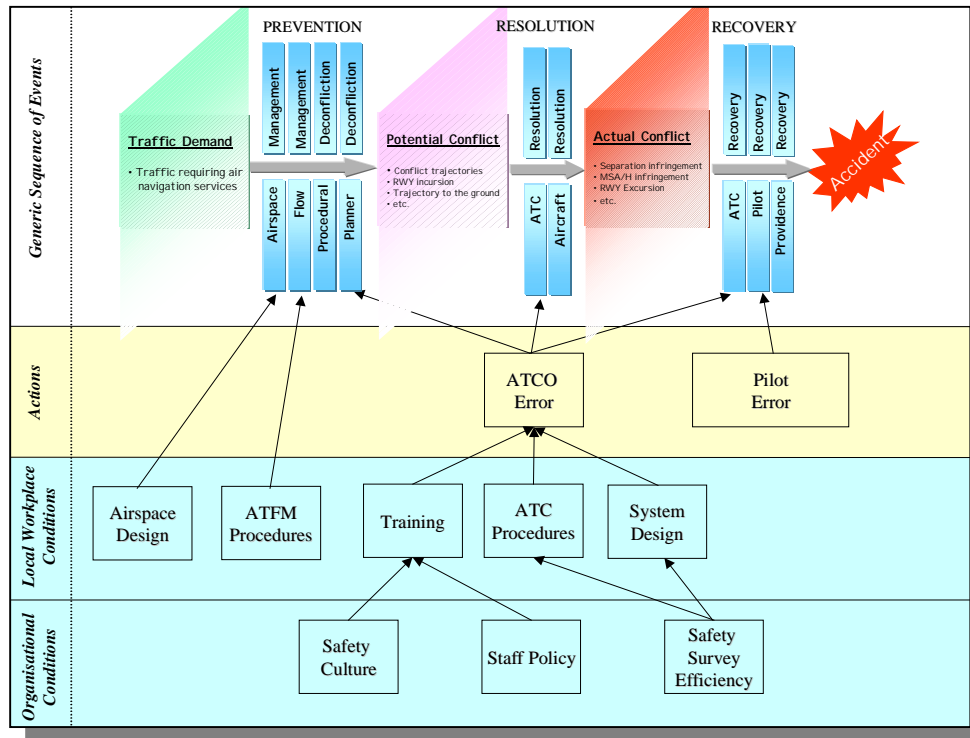 Generic Sequence of Events
PREVENTION
RESOLUTION
RECOVERY
Management
Management
Deconfliction
Deconfliction
Resolution
Resolution
Recovery
Recovery
Recovery
Traffic Demand
• Traffic requiring air
navigation services
Potential Conflict
• Conflict trajectories
• RWY incursion
• Trajectory to the ground
• etc.
Actual Conflict
• Separation infringement
• MSA/H infringement
• RWY Excursion
• etc.
Accident
Airspace
Flow
Procedural
Planner
ATC
Aircraft
ATC
Pilot
Providence
Actions
ATCO
Error
Pilot
Error
Local Workplace
Conditions
Airspace
Design
ATFM
Procedures
Training
ATC
Procedures
System
Design
Organisational
Conditions
Safety
Culture
Staff Policy
Safety
Survey
Efficiency